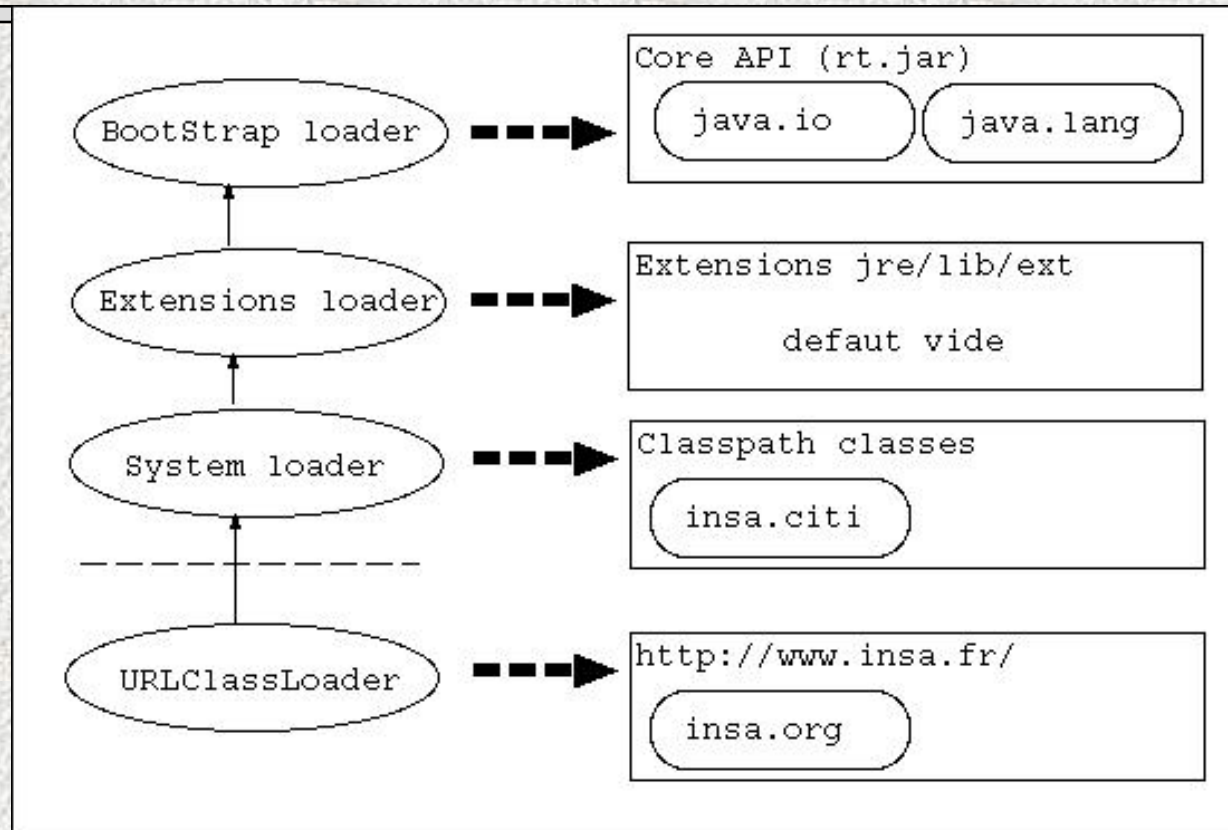 BootStrap loader
Core API (rt.jar)
java.io
java.lang
Extensions loader
Extensions jre/lib/ext
defaut vide
System loader
Classpath classes
insa.citi
URLClassLoader
http://www.insa.fr/
insa.org